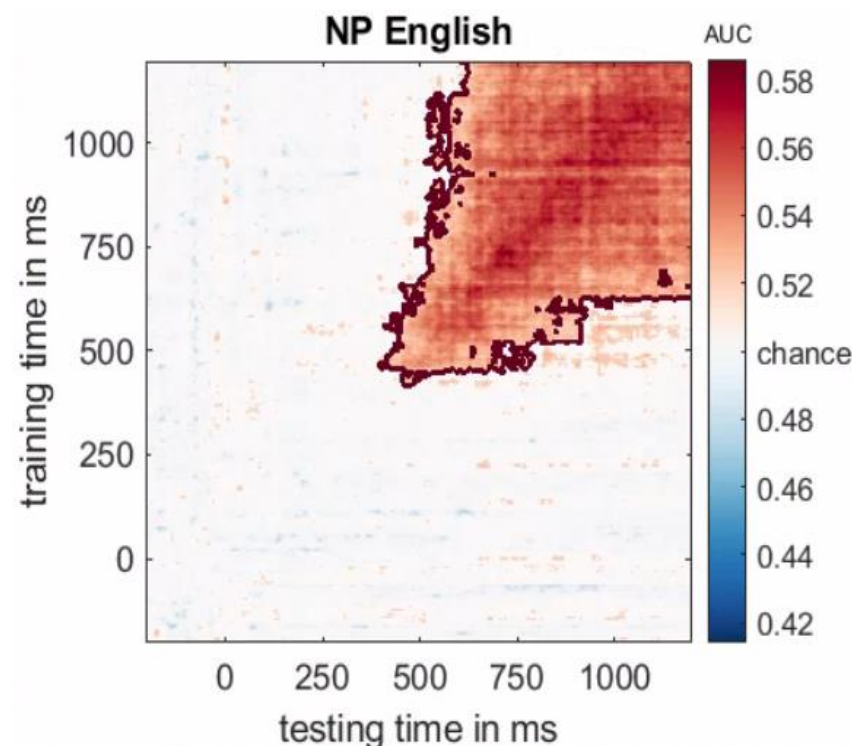 NP English
AUC
0.58
0.56
0.54
0.52
chance
0.48
0.46
0.44
0.42
training time in ms
1000
750
500
250
0
0 250 500 750 1000
testing time in ms